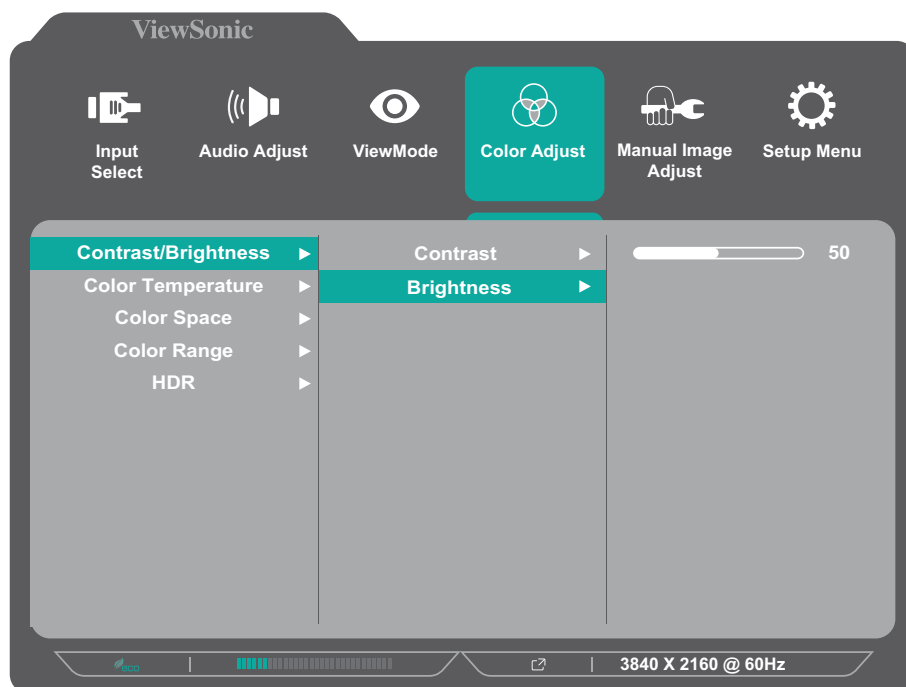 ViewSonic
Input
Select
Audio Adjust
ViewMode
Color Adjust
Manual Image
Adjust
Setup Menu
Contrast/Brightness
Color Temperature
Color Space
Color Range
HDR
Contrast
Brightness
50
eco
3840 X 2160 @ 60Hz